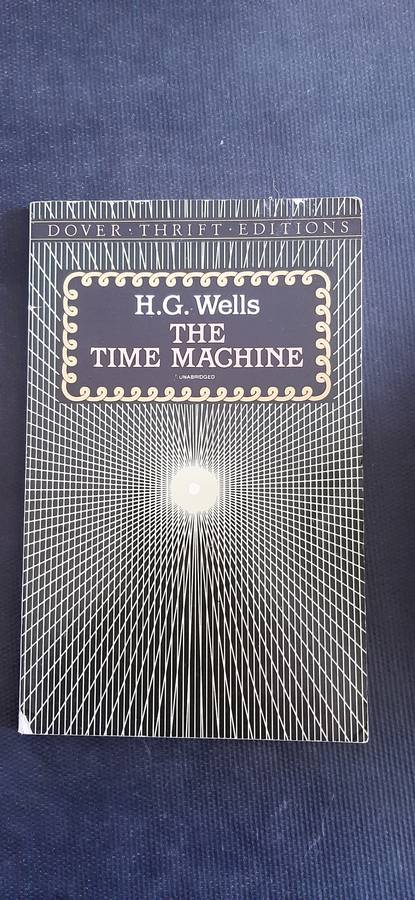 DOVER · THRIFT · EDITIONS
H.G. Wells
THE
TIME MACHINE
UNABRIDGED